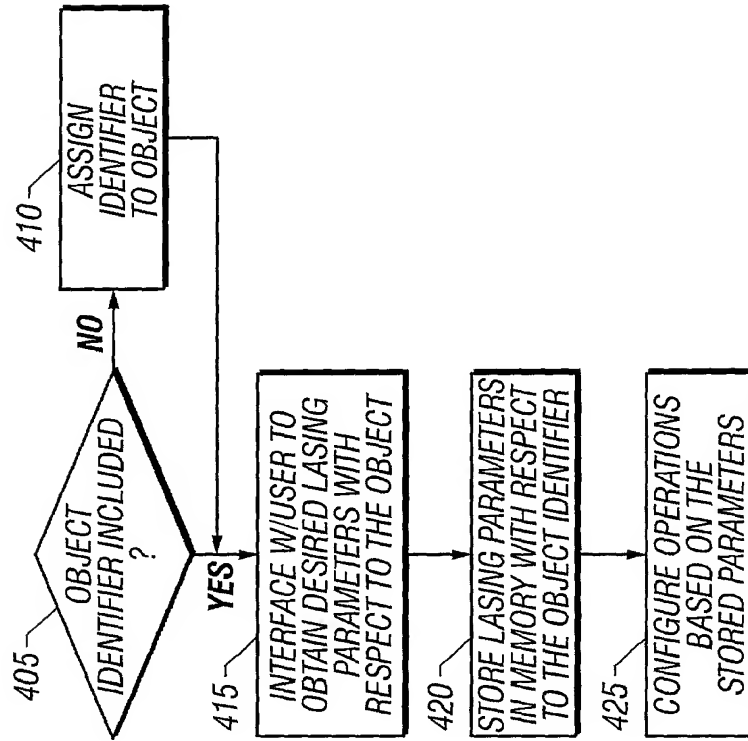 405
OBJECT
IDENTIFIER INCLUDED
?
NO
410
ASSIGN
IDENTIFIER
TO OBJECT
YES
415
INTERFACE W/USER TO
OBTAIN DESIRED LASING
PARAMETERS WITH
RESPECT TO THE OBJECT
420
STORE LASING PARAMETERS
IN MEMORY WITH RESPECT
TO THE OBJECT IDENTIFIER
425
CONFIGURE OPERATIONS
BASED ON THE
STORED PARAMETERS